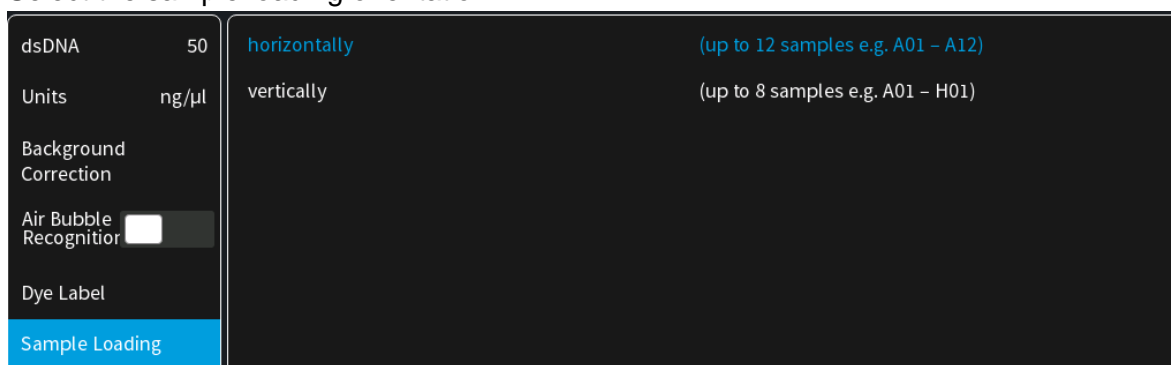 dsDNA 50
Units ng/µl
Background
Correction
Air Bubble
Recognition
Dye Label
Sample Loading
horizontally (up to 12 samples e.g. A01 – A12)
vertically (up to 8 samples e.g. A01 – H01)